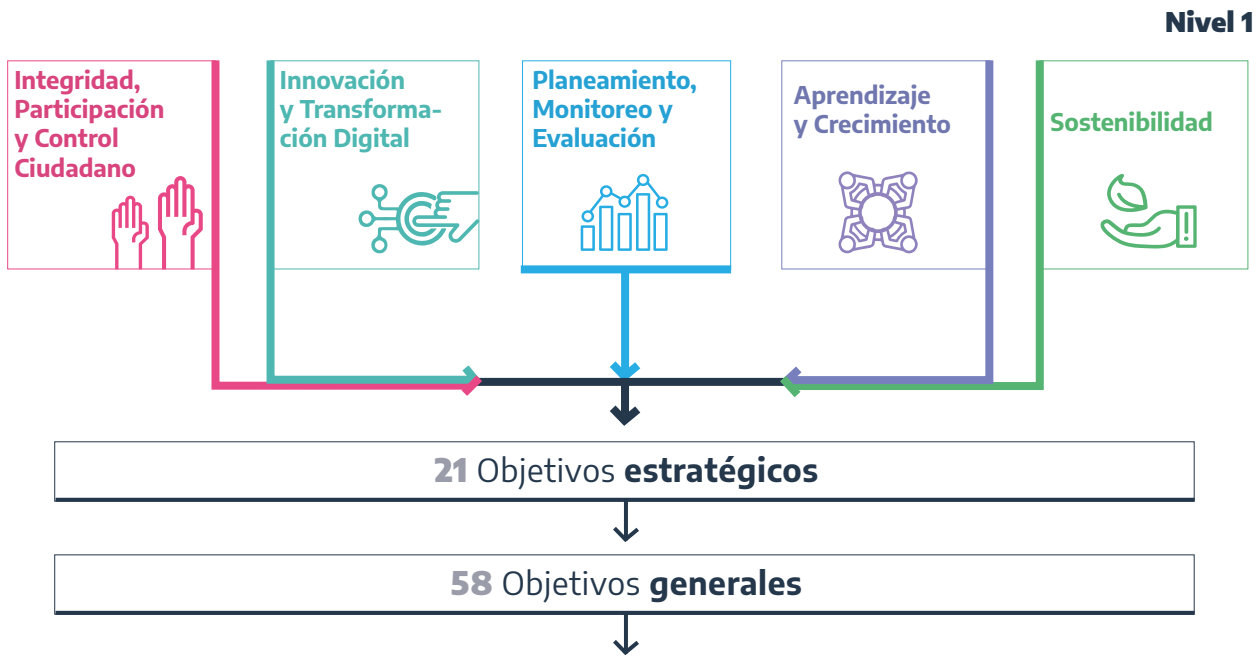 Nivel 1
Integridad,
Participación
y Control
Ciudadano
Innovación
y Transforma-
ción Digital
Planeamiento,
Monitoreo y
Evaluación
Aprendizaje
y Crecimiento
Sostenibilidad
21 Objetivos estratégicos
58 Objetivos generales